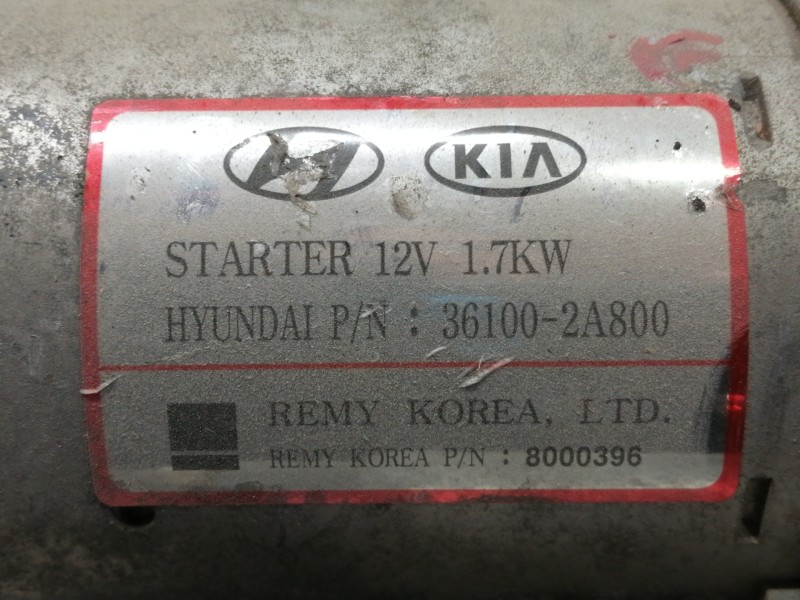 KIA
STARTER 12V 1.7KW
HYUNDAI P/N : 36100-2A800
REMY KOREA, LTD.
REMY KOREA P/N : 8000396